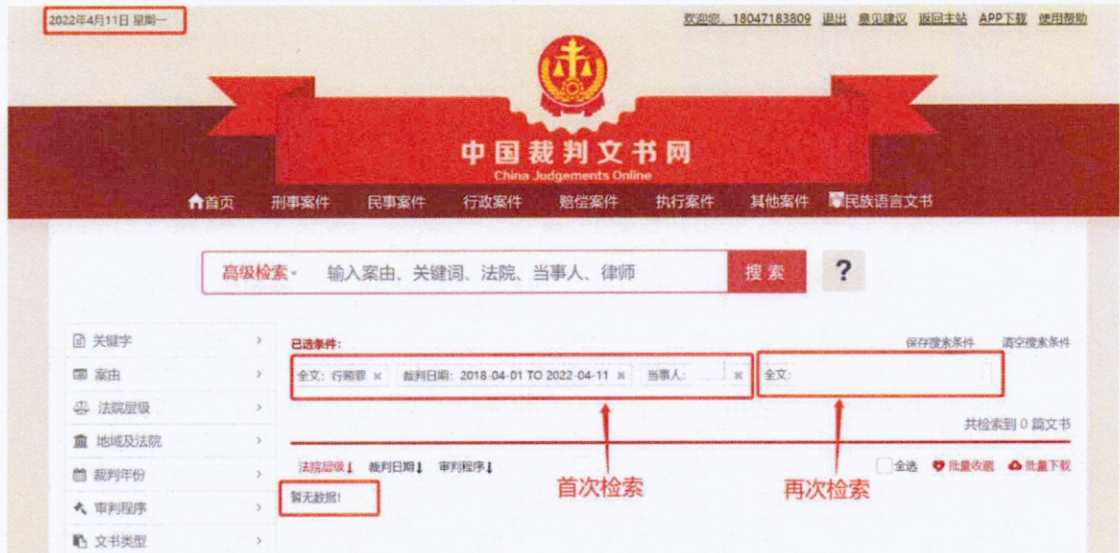 2022年4月11日 星期一
欢迎您，18047183809 退出 意见建议 返回主站 APP下载 使用帮助
中国裁判文书网
China Judgements Online
首页 刑事案件 民事案件 行政案件 赔偿案件 执行案件 其他案件 民族语言文书
高级检索 输入案由、关键词、法院、当事人、律师 搜索 ?
关键字
案由
法院层级
地域及法院
裁判年份
审判程序
文书类型
已选条件:
保存搜索条件 清空搜索条件
全文: 行贿罪 × 裁判日期: 2018-04-01 TO 2022-04-11 × 当事人: × 全文:
共检索到 0 篇文书
法院层级↓ 裁判日期↓ 审判程序↓
全选 批量收藏 批量下载
暂无数据!
首次检索
再次检索